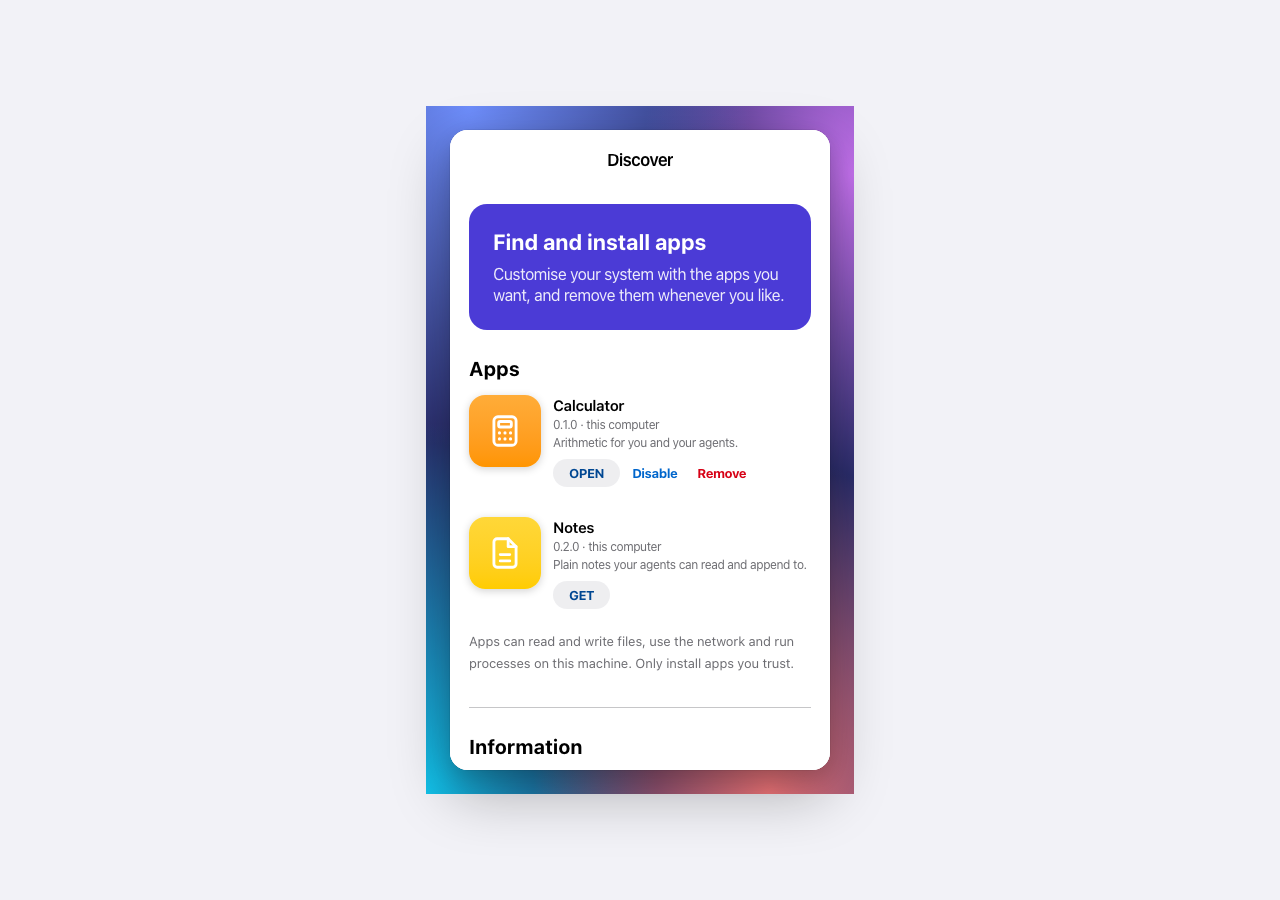 Discover
Find and install apps
Customise your system with the apps you
want, and remove them whenever you like.
Apps
Calculator
0.1.0 · this computer
Arithmetic for you and your agents.
OPEN Disable Remove
Notes
0.2.0 · this computer
Plain notes your agents can read and append to.
GET
Apps can read and write files, use the network and run
processes on this machine. Only install apps you trust.
Information